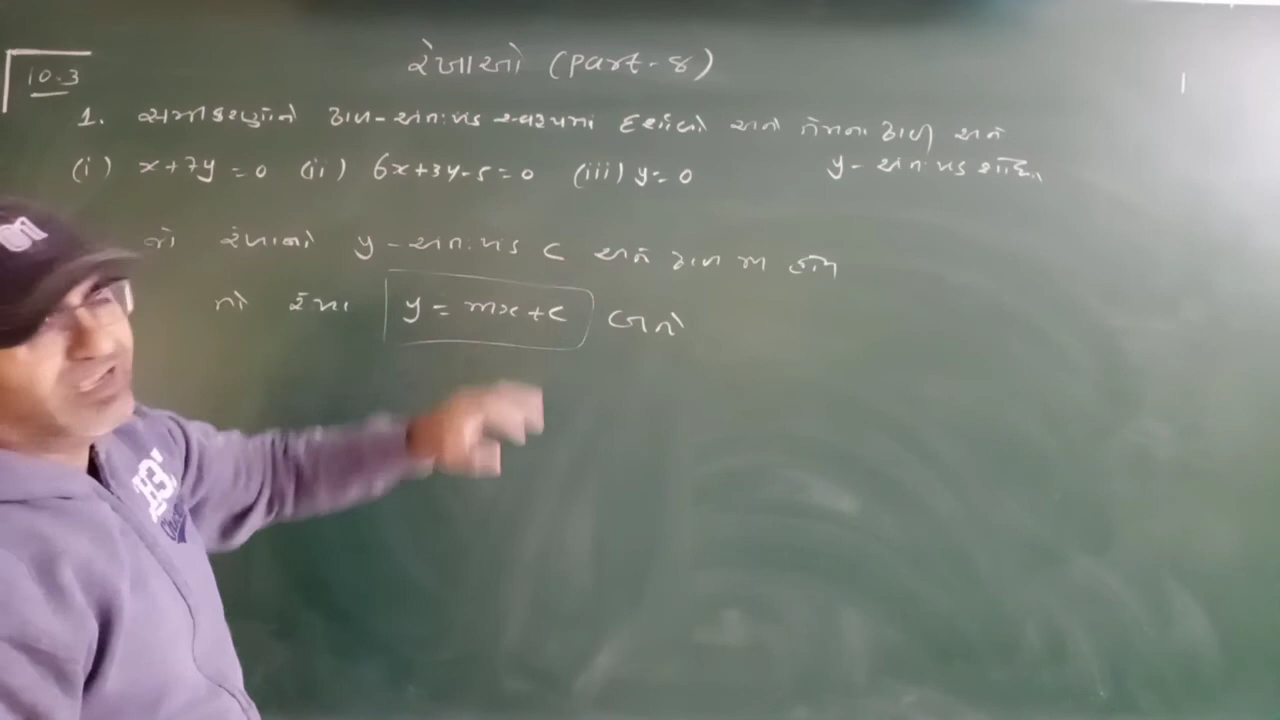 રેખાઓ (Part-8)
10.3
1. સમીકરણોને ઢાળ-અંતઃખંડ સ્વરૂપમાં દર્શાવો અને તેમના ઢાળ અને
y-અંતઃખંડ શોધો.
(i) x+7y=0 (ii) 6x+3y-5=0 (iii) y=0
જો રેખાનો y-અંતઃખંડ c અને ઢાળ m હોય
તો રેખા y = mx+c બને